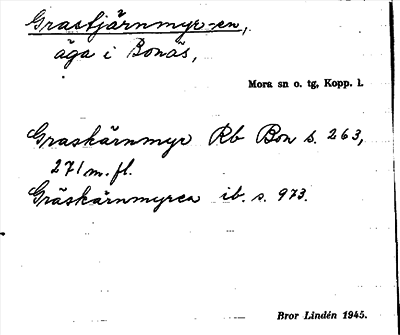 Grastjärnmyr-en,
äga i Bonäs,
Mora sn o. tg, Kopp. l.
Graskärnmyr Rb Bon s. 263,
271 m. fl.
Gräskärnmyrea ib. s. 973.
Bror Lindén 1945.